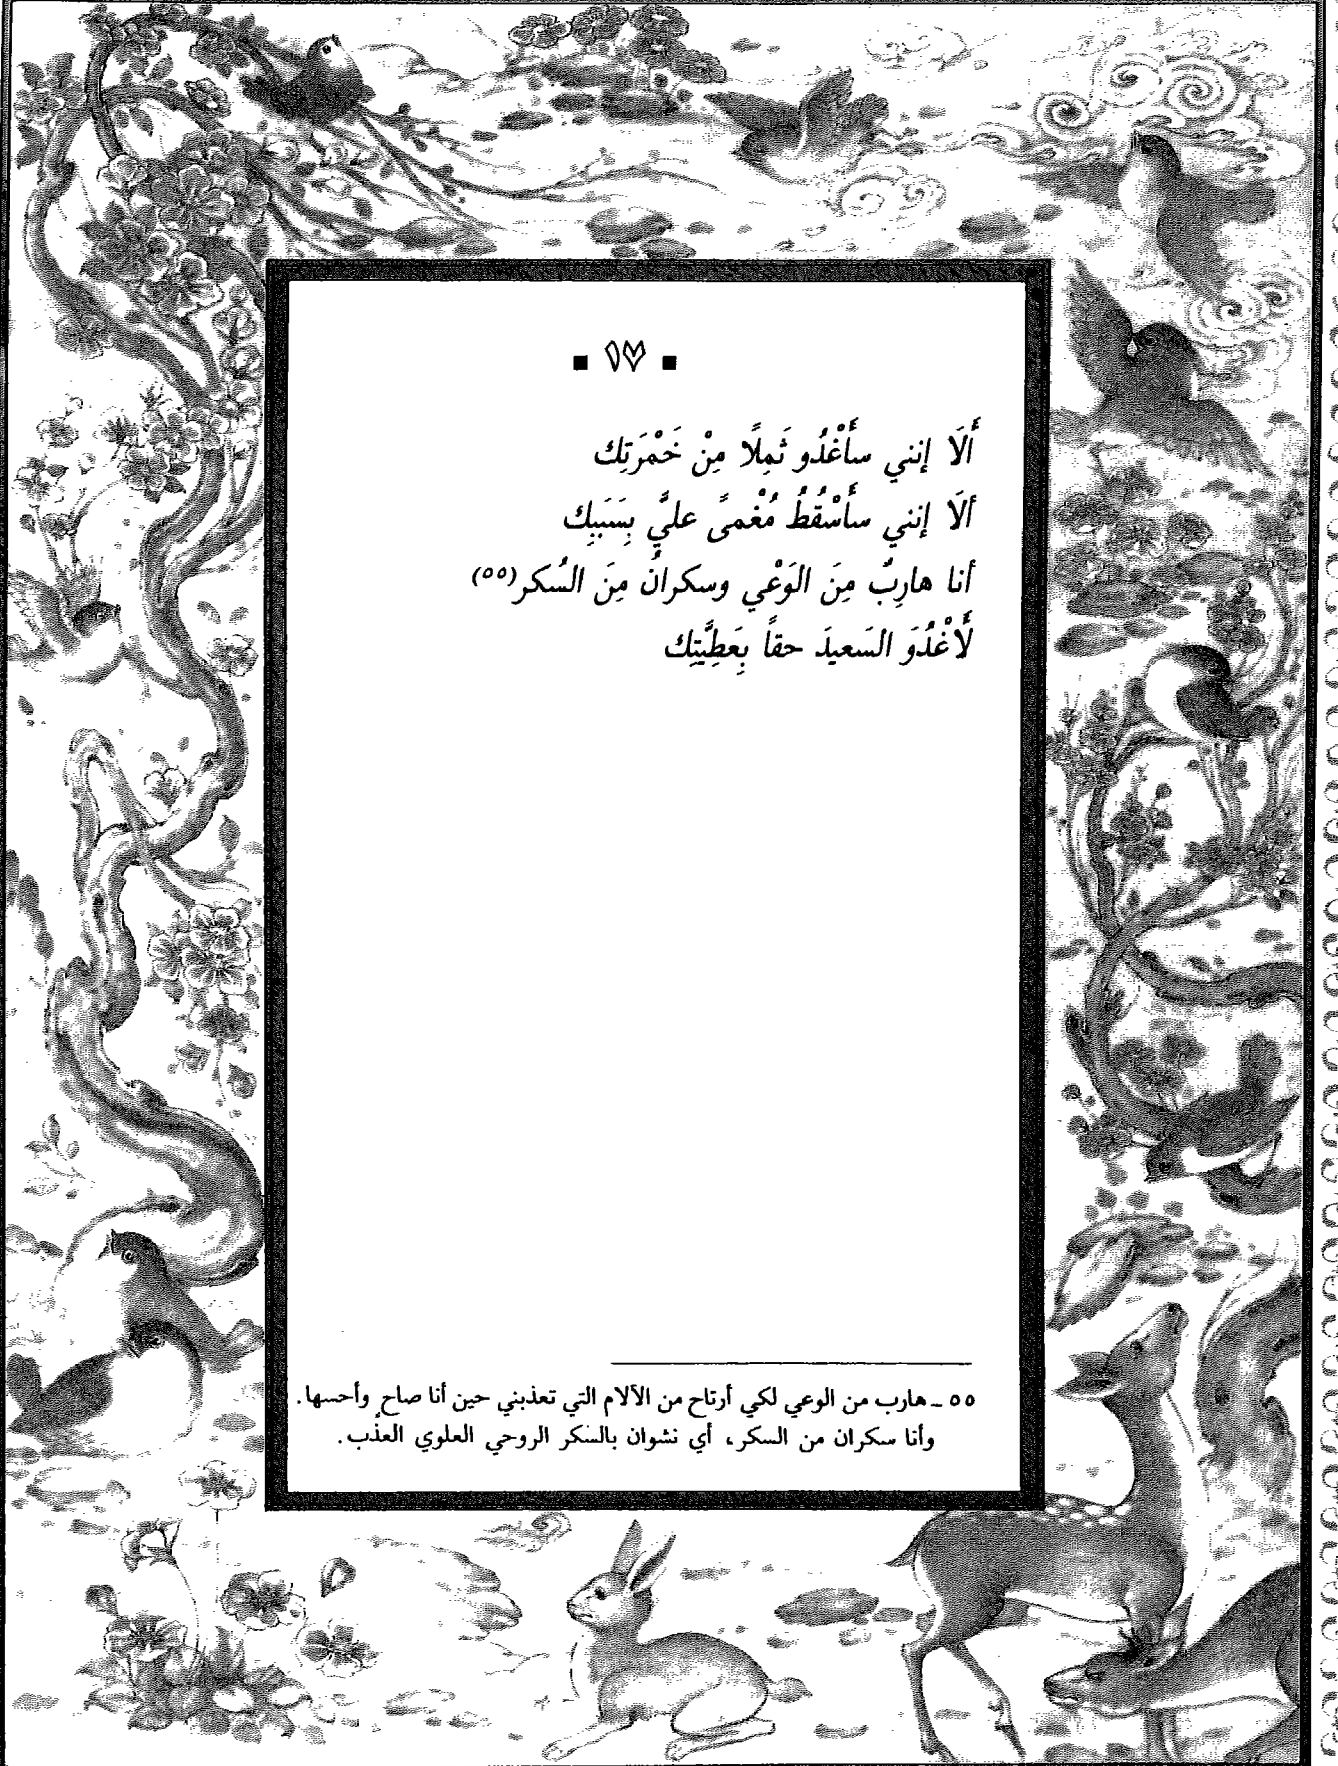 ▪ ١٧ ▪
أَلَا إنني سأَغْدُو ثَمِلًا مِنْ خَمْرَتِك
ألَا إنني سأَسْقُطُ مُغْمىً عليَّ بِسَبَبِك
أنا هارِبٌ مِنَ الوَعْي وسكرانٌ مِنَ السُكر(٥٥)
لَأَغْدُوَ السَعيدَ حقاً بِعَطِيَّتِك
٥٥ ـ هارب من الوعي لكي أرتاح من الآلام التي تعذبني حين أنا صاحٍ وأحسها.
وأنا سكران من السكر، أي نشوان بالسكر الروحي العلوي العذب.